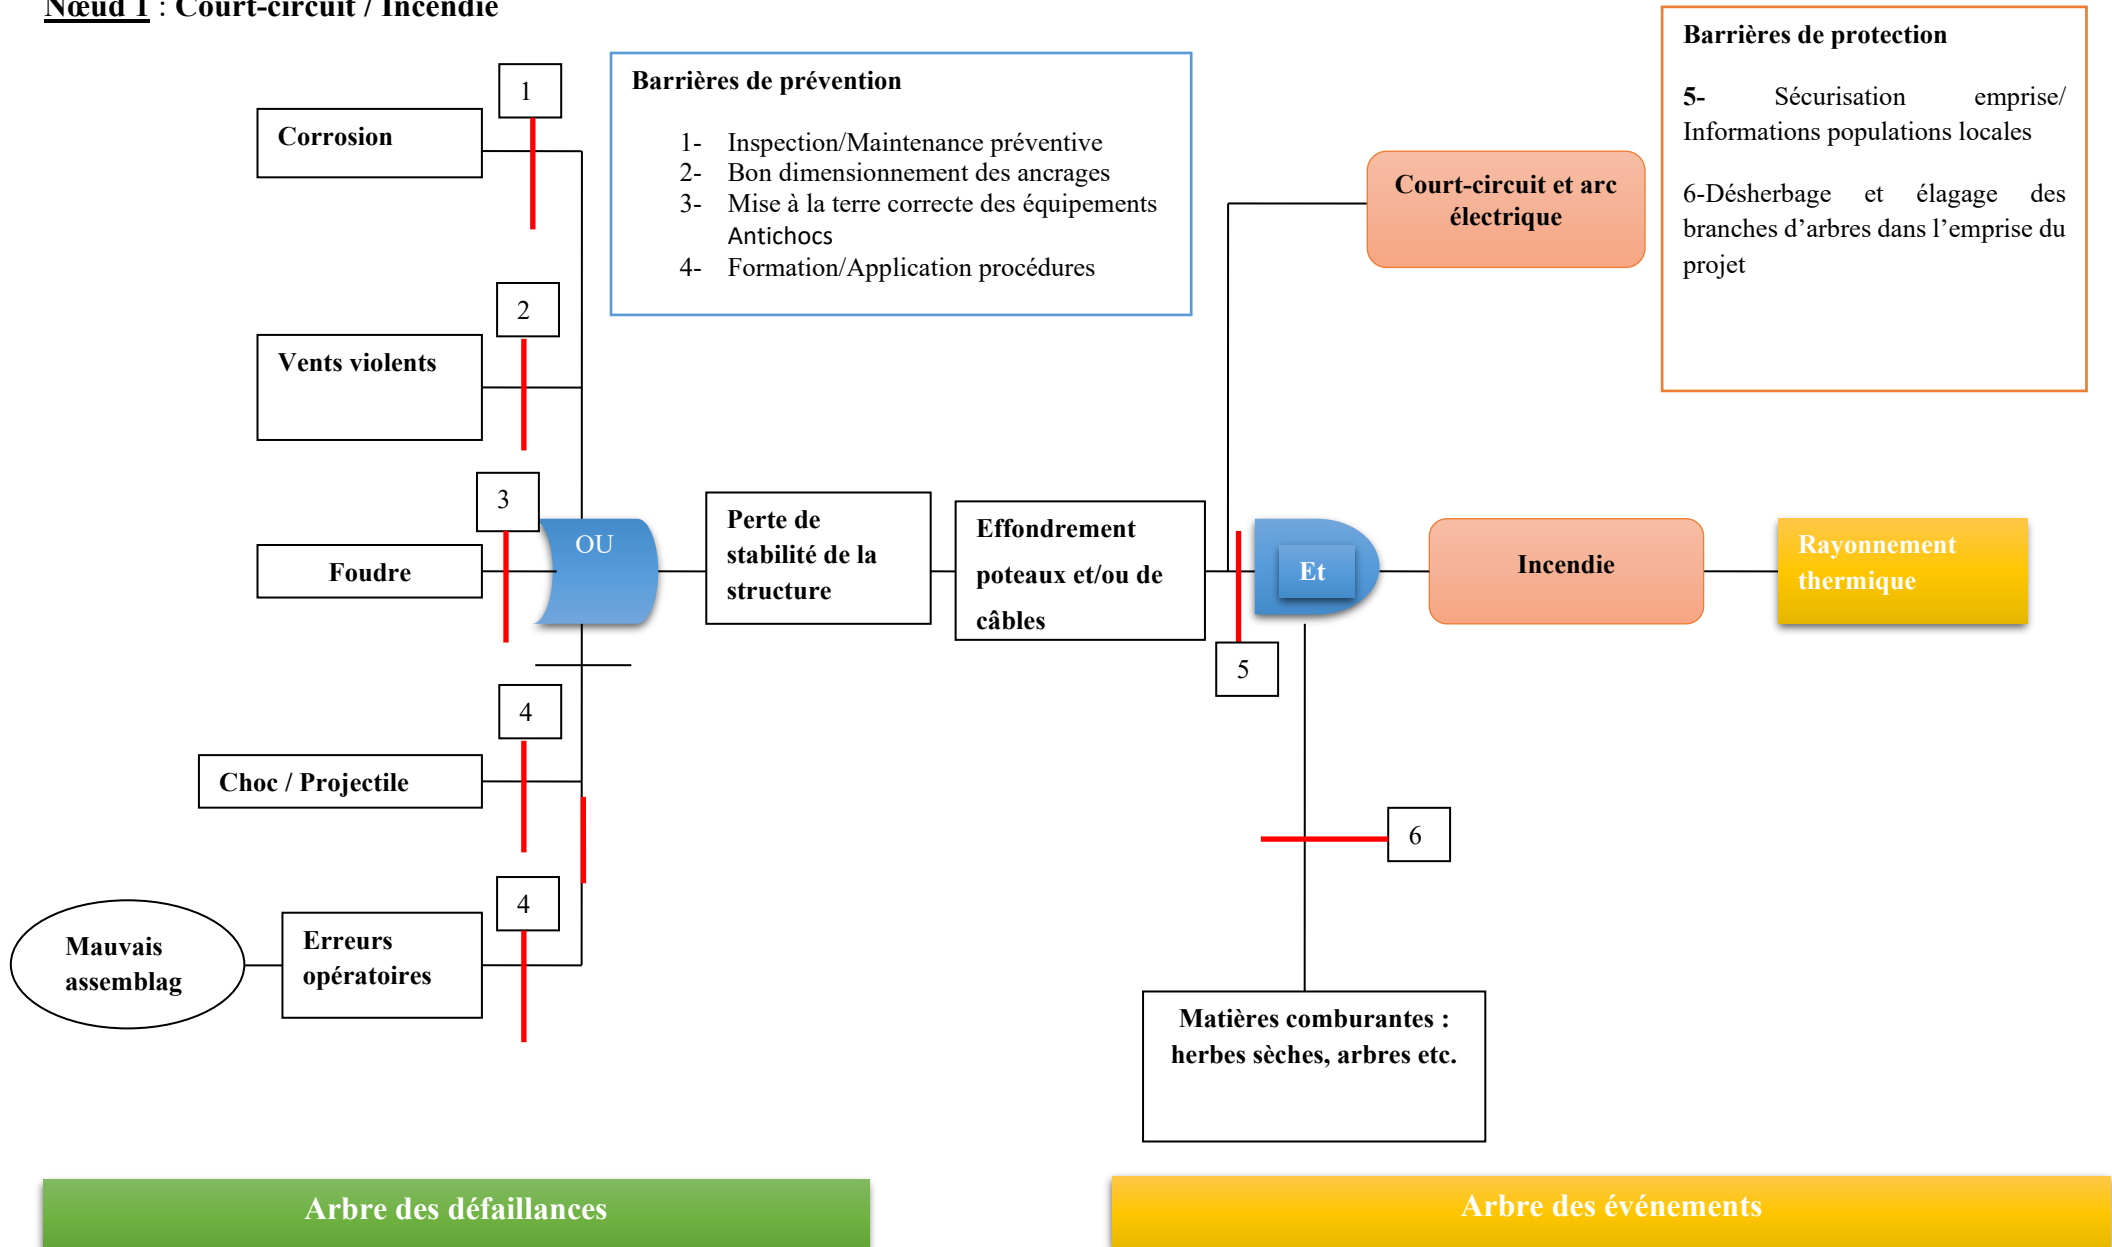 Nœud 1 : Court-circuit / Incendie
1
Corrosion
Barrières de prévention
1- Inspection/Maintenance préventive
2- Bon dimensionnement des ancrages
3- Mise à la terre correcte des équipements
Antichocs
4- Formation/Application procédures
Court-circuit et arc
électrique
Barrières de protection
5- Sécurisation emprise/
Informations populations locales
6-Désherbage et élagage des
branches d’arbres dans l’emprise du
projet
2
Vents violents
3
Foudre
OU
Perte de
stabilité de la
structure
Effondrement
poteaux et/ou de
câbles
5
Et
Incendie
Rayonnement
thermique
4
Choc / Projectile
6
4
Mauvais
assemblag
Erreurs
opératoires
Matières comburantes :
herbes sèches, arbres etc.
Arbre des défaillances
Arbre des événements